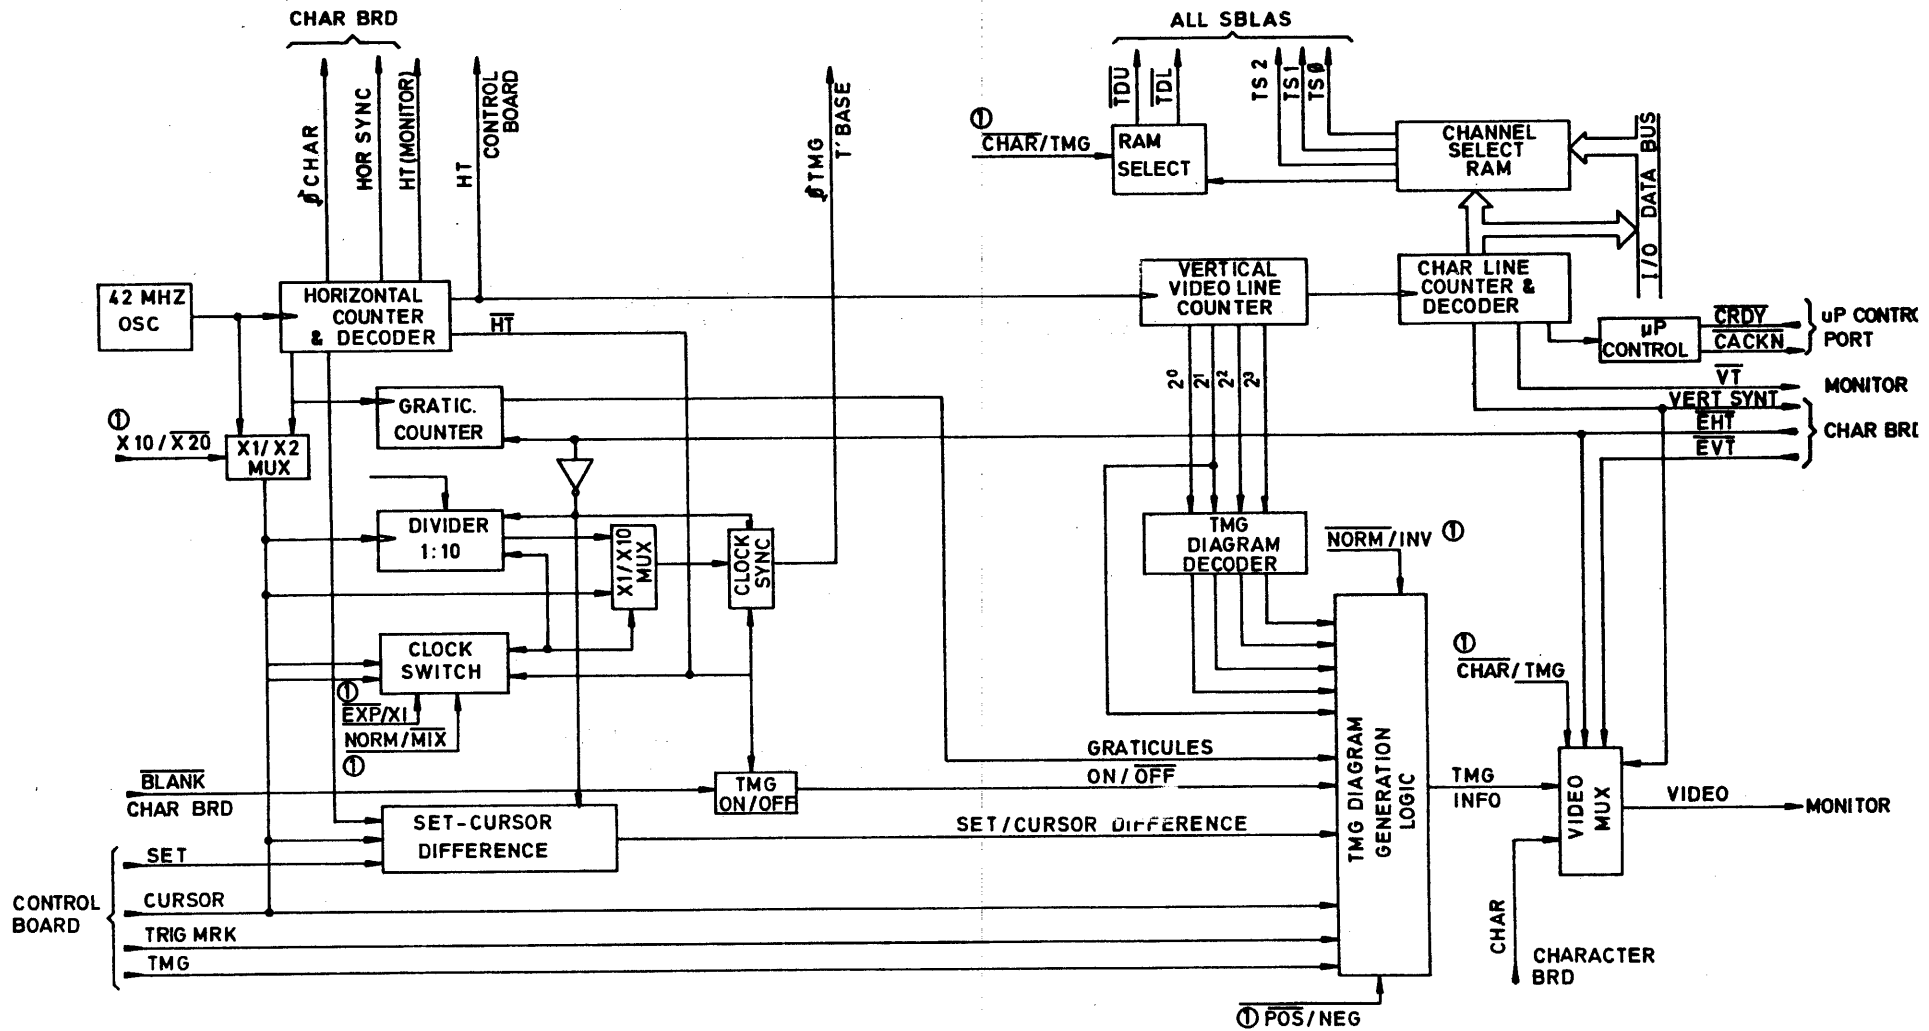 CHAR BRD
ALL SBLAS
ϕCHAR
HOR SYNC
HT(MONITOR)
HT
CONTROL
BOARD
ϕTMG
T'BASE
TDU
TDL
TS2
TS1
TSØ
①
CHAR/TMG
RAM
SELECT
CHANNEL
SELECT
RAM
I/O DATA BUS
42 MHZ
OSC
HORIZONTAL
COUNTER
& DECODER
HT
VERTICAL
VIDEO LINE
COUNTER
CHAR LINE
COUNTER &
DECODER
µP
CONTROL
CRDY
CACKN
uP CONTRO
PORT
VT
MONITOR
VERT SYNT
EHT
EVT
CHAR BRD
2⁰
2¹
2²
2³
①
X10/X20
X1/X2
MUX
GRATIC.
COUNTER
DIVIDER
1:10
X1/X10
MUX
CLOCK
SYNC
TMG
DIAGRAM
DECODER
NORM/INV ①
CLOCK
SWITCH
①
EXP/X1
NORM/MIX
①
①
CHAR/TMG
BLANK
CHAR BRD
TMG
ON/OFF
GRATICULES
ON/OFF
SET-CURSOR
DIFFERENCE
SET/CURSOR DIFFERENCE
TMG DIAGRAM
GENERATION
LOGIC
TMG
INFO
VIDEO
MUX
VIDEO
MONITOR
CONTROL
BOARD
SET
CURSOR
TRIG MRK
TMG
CHAR
CHARACTER
BRD
① POS/NEG